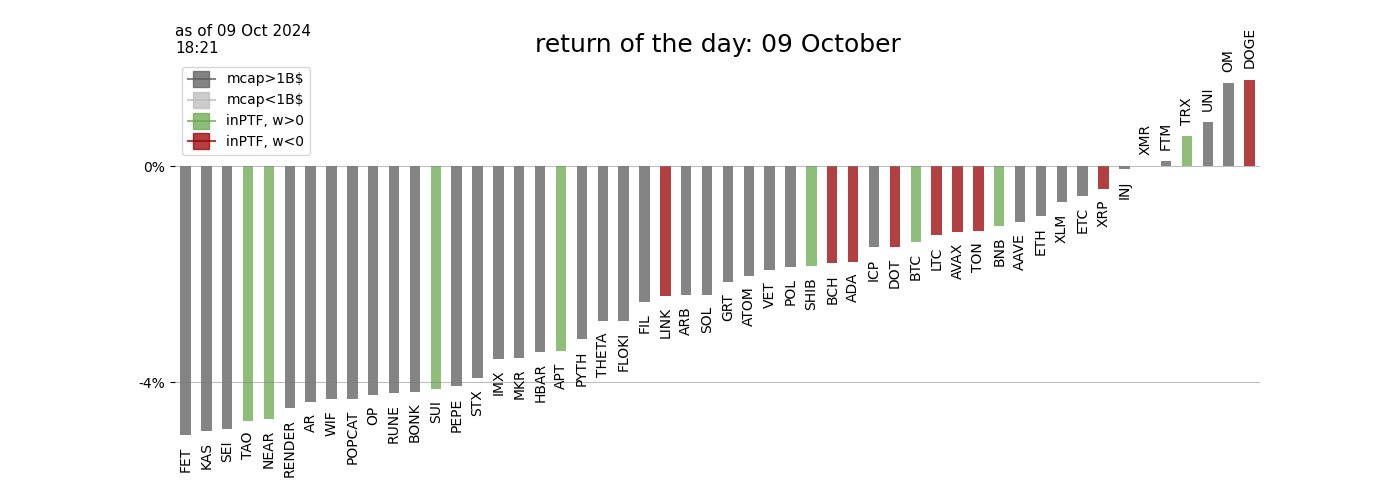 as of 09 Oct 2024
18:21
return of the day: 09 October
mcap>1B$
mcap<1B$
inPTF, w>0
inPTF, w<0
0%
-4%
FET
KAS
SEI
TAO
NEAR
RENDER
AR
WIF
POPCAT
OP
RUNE
BONK
SUI
PEPE
STX
IMX
MKR
HBAR
APT
PYTH
THETA
FLOKI
FIL
LINK
ARB
SOL
GRT
ATOM
VET
POL
SHIB
BCH
ADA
ICP
DOT
BTC
LTC
AVAX
TON
BNB
AAVE
ETH
XLM
ETC
XRP
INJ
XMR
FTM
TRX
UNI
OM
DOGE